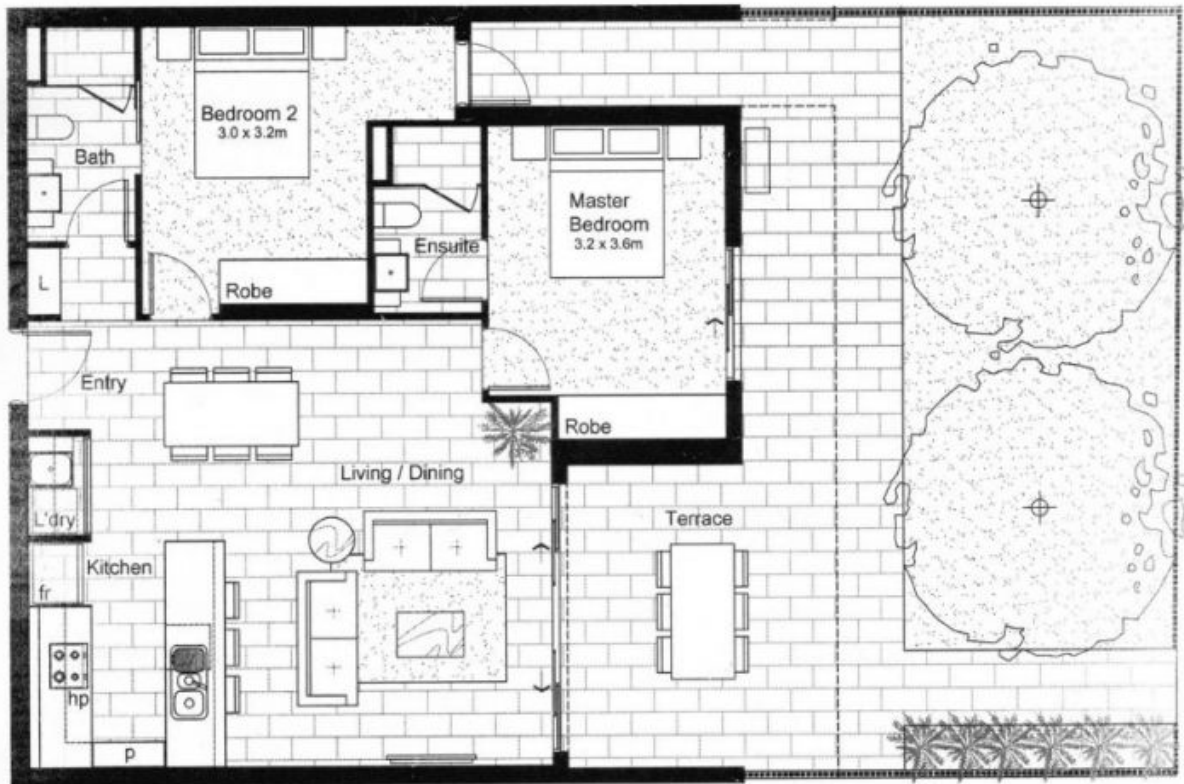 Bedroom 2
3.0 x 3.2m
Bath
Master
Bedroom
3.2 x 3.6m
Ensuite
L
Robe
Entry
Robe
Living / Dining
L'dry
Terrace
Kitchen
fr
hp
p